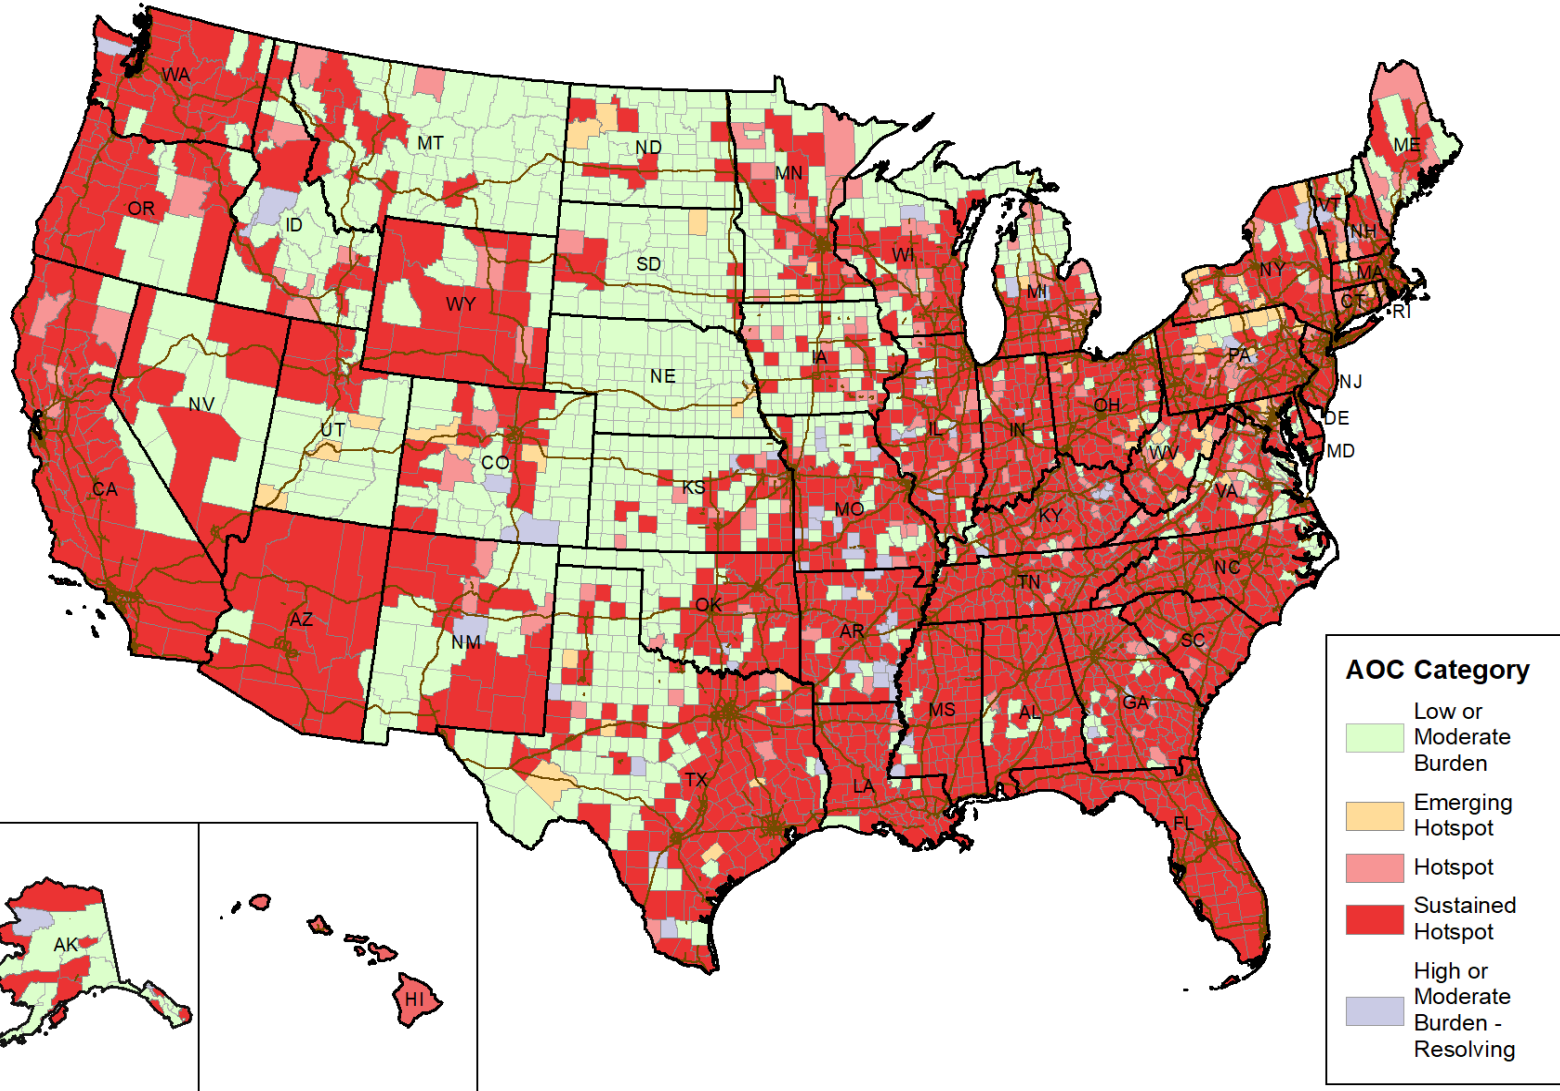 WA
MT
ND
MN
ME
OR
ID
SD
WI
VT
NH
NY
MA
MI
CT
RI
WY
IA
PA
NE
NJ
NV
UT
CO
IL
IN
OH
DE
WV
MD
CA
KS
MO
KY
VA
AZ
NM
OK
AR
TN
NC
SC
MS
AL
GA
TX
LA
FL
AK
HI
AOC Category
Low or
Moderate
Burden
Emerging
Hotspot
Hotspot
Sustained
Hotspot
High or
Moderate
Burden -
Resolving